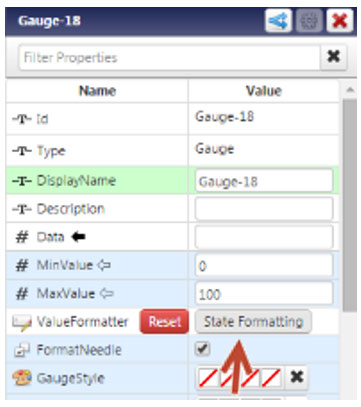 Gauge-18
Filter Properties
Name Value
-T- Id Gauge-18
-T- Type Gauge
-T- DisplayName Gauge-18
-T- Description
# Data
# MinValue 0
# MaxValue 100
ValueFormatter Reset State Formatting
FormatNeedle
GaugeStyle